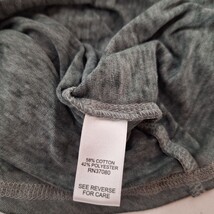 58% COTTON
42% POLYESTER
RN37080
SEE REVERSE
FOR CARE